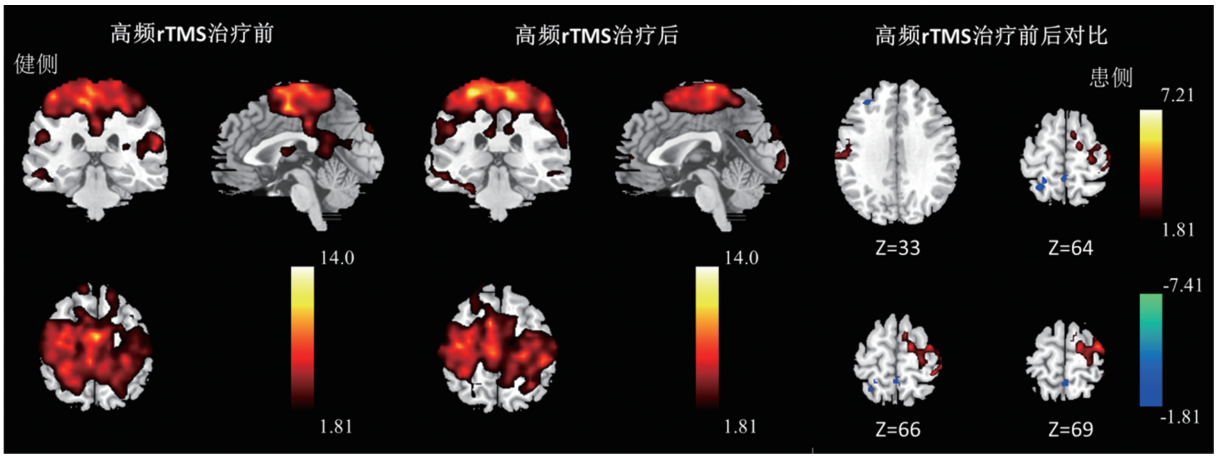 高频rTMS治疗前
高频rTMS治疗后
高频rTMS治疗前后对比
健侧
患侧
7.21
1.81
Z=33
Z=64
14.0
1.81
14.0
1.81
-7.41
-1.81
Z=66
Z=69